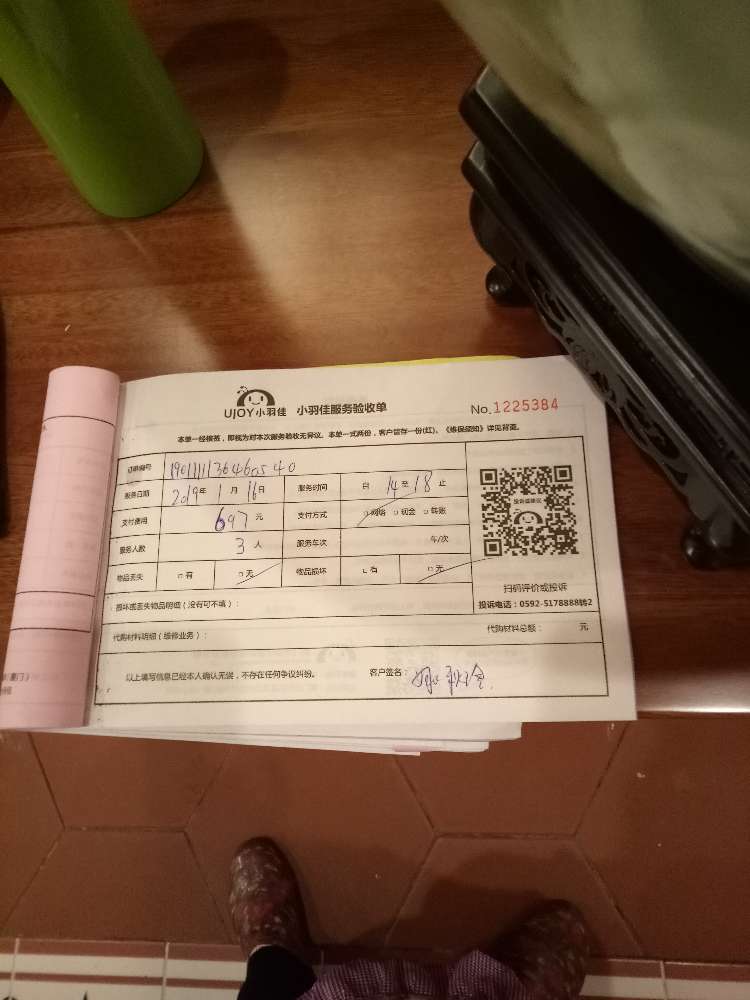 UJOY小羽佳 小羽佳服务验收单 No.1225384
本单一经接签，即视为对本次服务验收无异议。本单一式两份，客户留存一份(红)。《维保须知》详见背面。
订单编号
服务日期 2019年 1月 16日 服务时间 自 14 至 18 止
支付费用 697 元 支付方式 □网络 □现金 □转账
服务人数 3 人 服务车次 车/次
物品丢失 □有 □无 物品损坏 □有 □无
扫码评价或投诉
投诉电话：0592-5178888转2
损坏或丢失物品明细（没有可不填）：
代购材料明细（维修业务）： 代购材料总额： 元
以上填写信息已经本人确认无误，不存在任何争议纠纷。 客户签名：